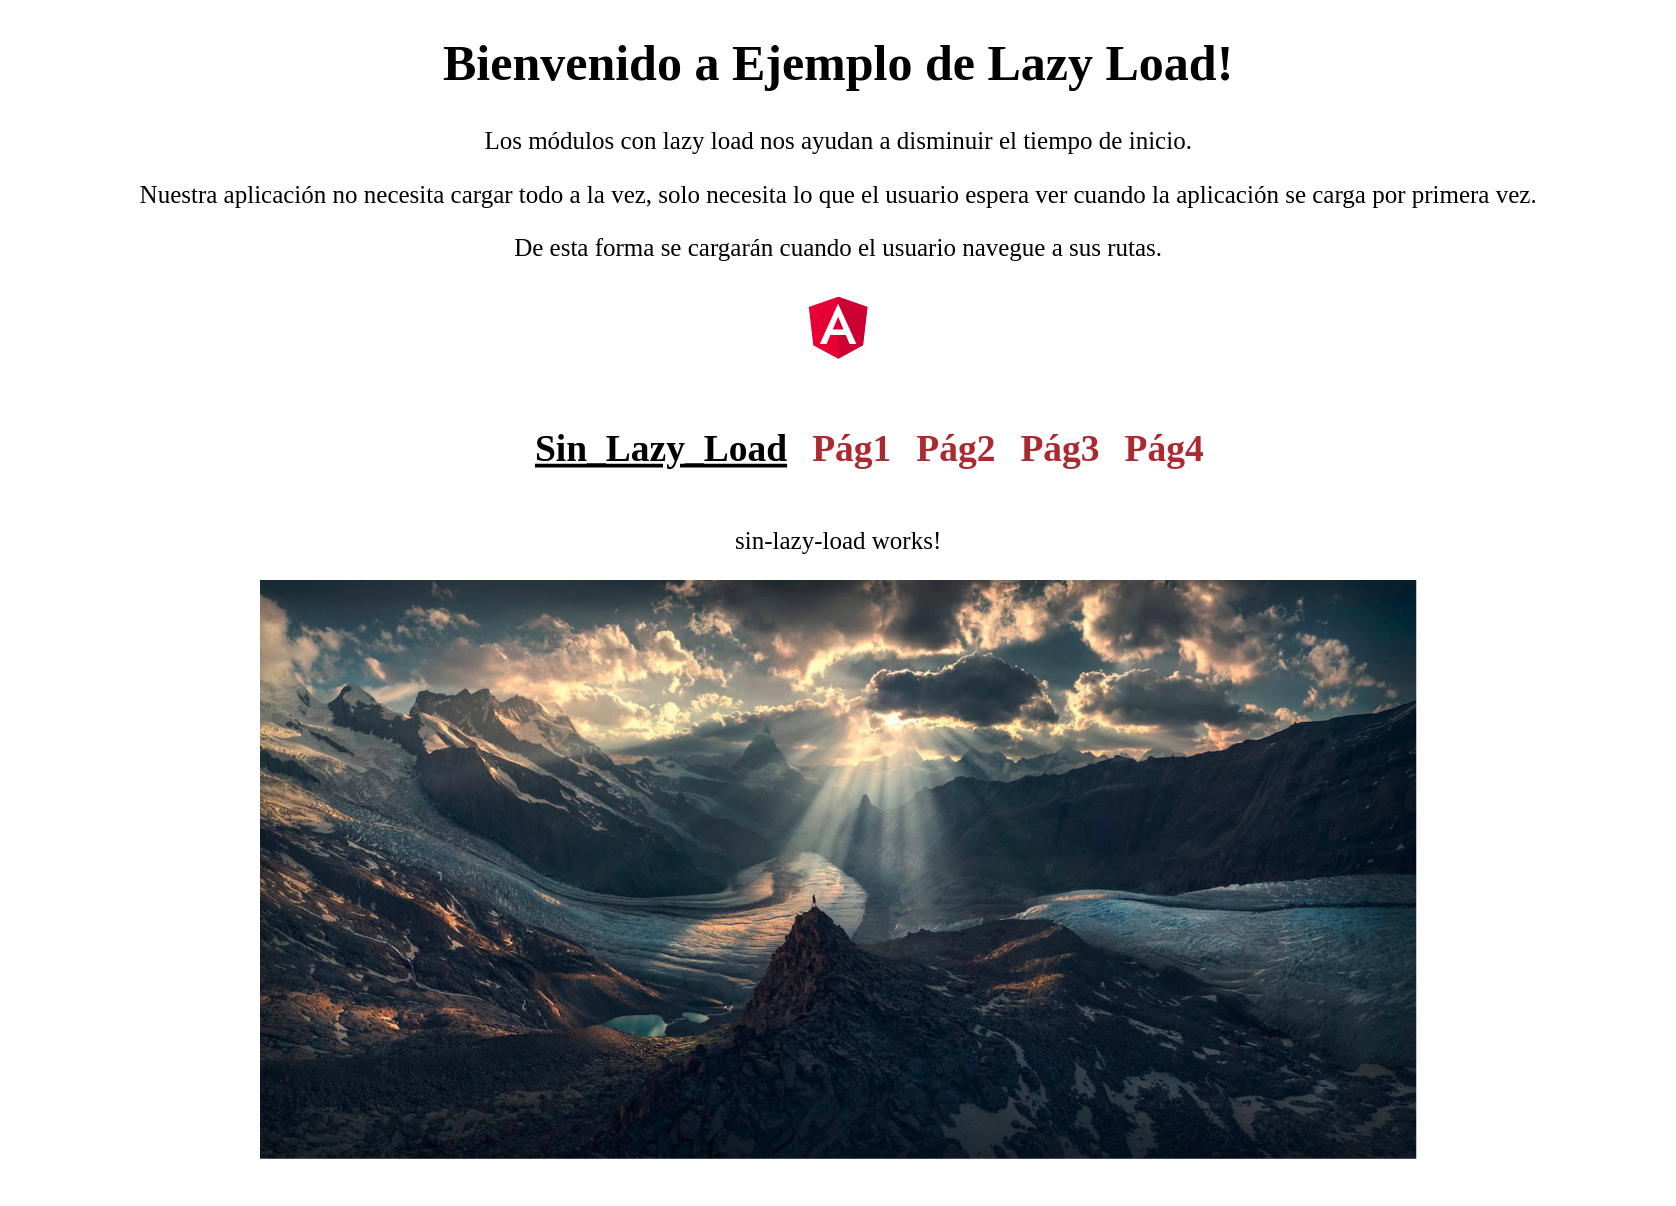 Bienvenido a Ejemplo de Lazy Load!
Los módulos con lazy load nos ayudan a disminuir el tiempo de inicio.
Nuestra aplicación no necesita cargar todo a la vez, solo necesita lo que el usuario espera ver cuando la aplicación se carga por primera vez.
De esta forma se cargarán cuando el usuario navegue a sus rutas.
A
Sin_Lazy_Load Pág1 Pág2 Pág3 Pág4
sin-lazy-load works!